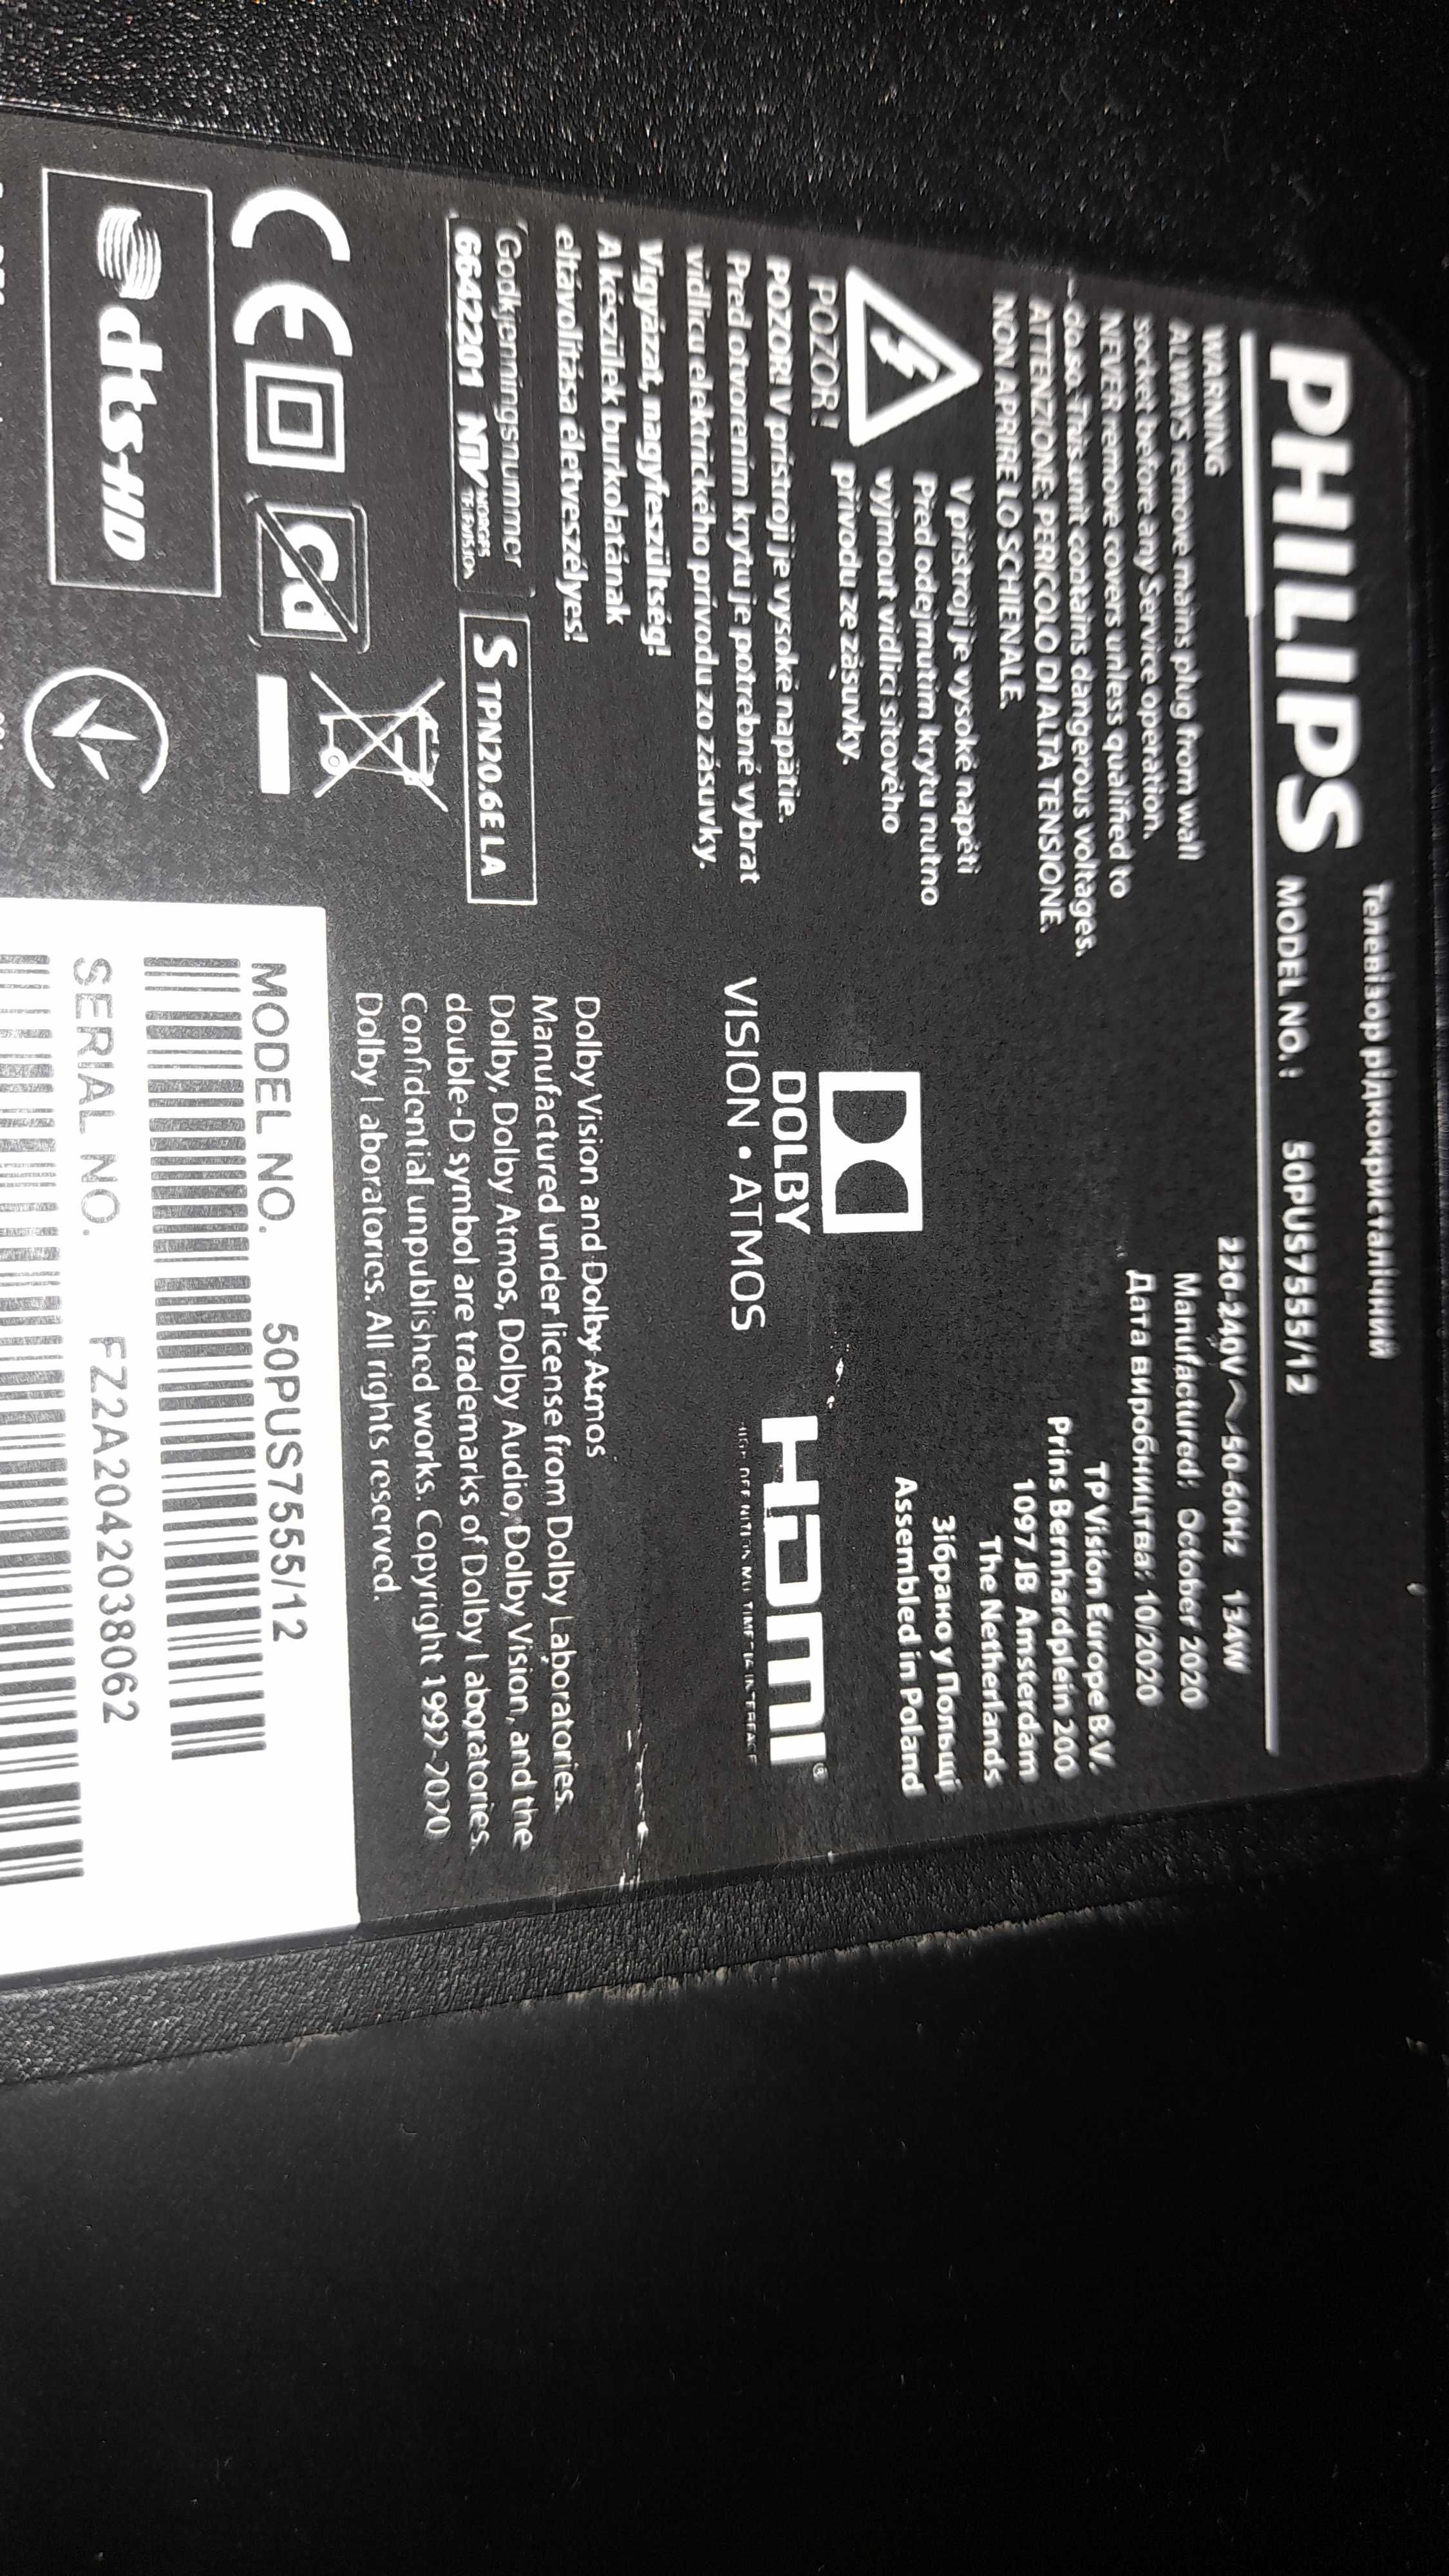 Телевізор рідкокристалічний
PHILIPS MODEL NO. : 50PUS7555/12
220-240V~50-60Hz 134W
Manufactured: October 2020
Дата виробництва: 10/2020
WARNING
ALWAYS remove mains plug from wall
socket before any Service operation.
NEVER remove covers unless qualified to
do so. This unit contains dangerous voltages.
ATTENZIONE: PERICOLO DI ALTA TENSIONE.
NON APRIRE LO SCHIENALE.
TP Vision Europe B.V.
Prins Bernhardplein 200
1097 JB Amsterdam
The Netherlands
Зібрано у Польщі
Assembled in Poland
V přístroji je vysoké napětí
Před odejmutím krytu nutno
vyjmout vidlici síťového
přívodu ze zásuvky.
POZOR!
POZOR! V prístroji je vysoké napätie.
Pred otvorením krytu je potrebné vybrat
vidlicu elektrického prívodu zo zásuvky.
Vigyázat, nagyfeszültség!
A készülék burkolatának
eltávolítása életveszélyes!
DOLBY
VISION • ATMOS
HDMI®
HIGH-DEFINITION MULTIMEDIA INTERFACE
Godkjenningsnummer
6642201
S TPN20.6E LA
Dolby Vision and Dolby Atmos
Manufactured under license from Dolby Laboratories.
Dolby, Dolby Atmos, Dolby Audio, Dolby Vision, and the
double-D symbol are trademarks of Dolby Laboratories.
Confidential unpublished works. Copyright 1992-2020
Dolby Laboratories. All rights reserved.
CE
dts-HD
MODEL NO. 50PUS7555/12
SERIAL NO. FZ2A2042038062